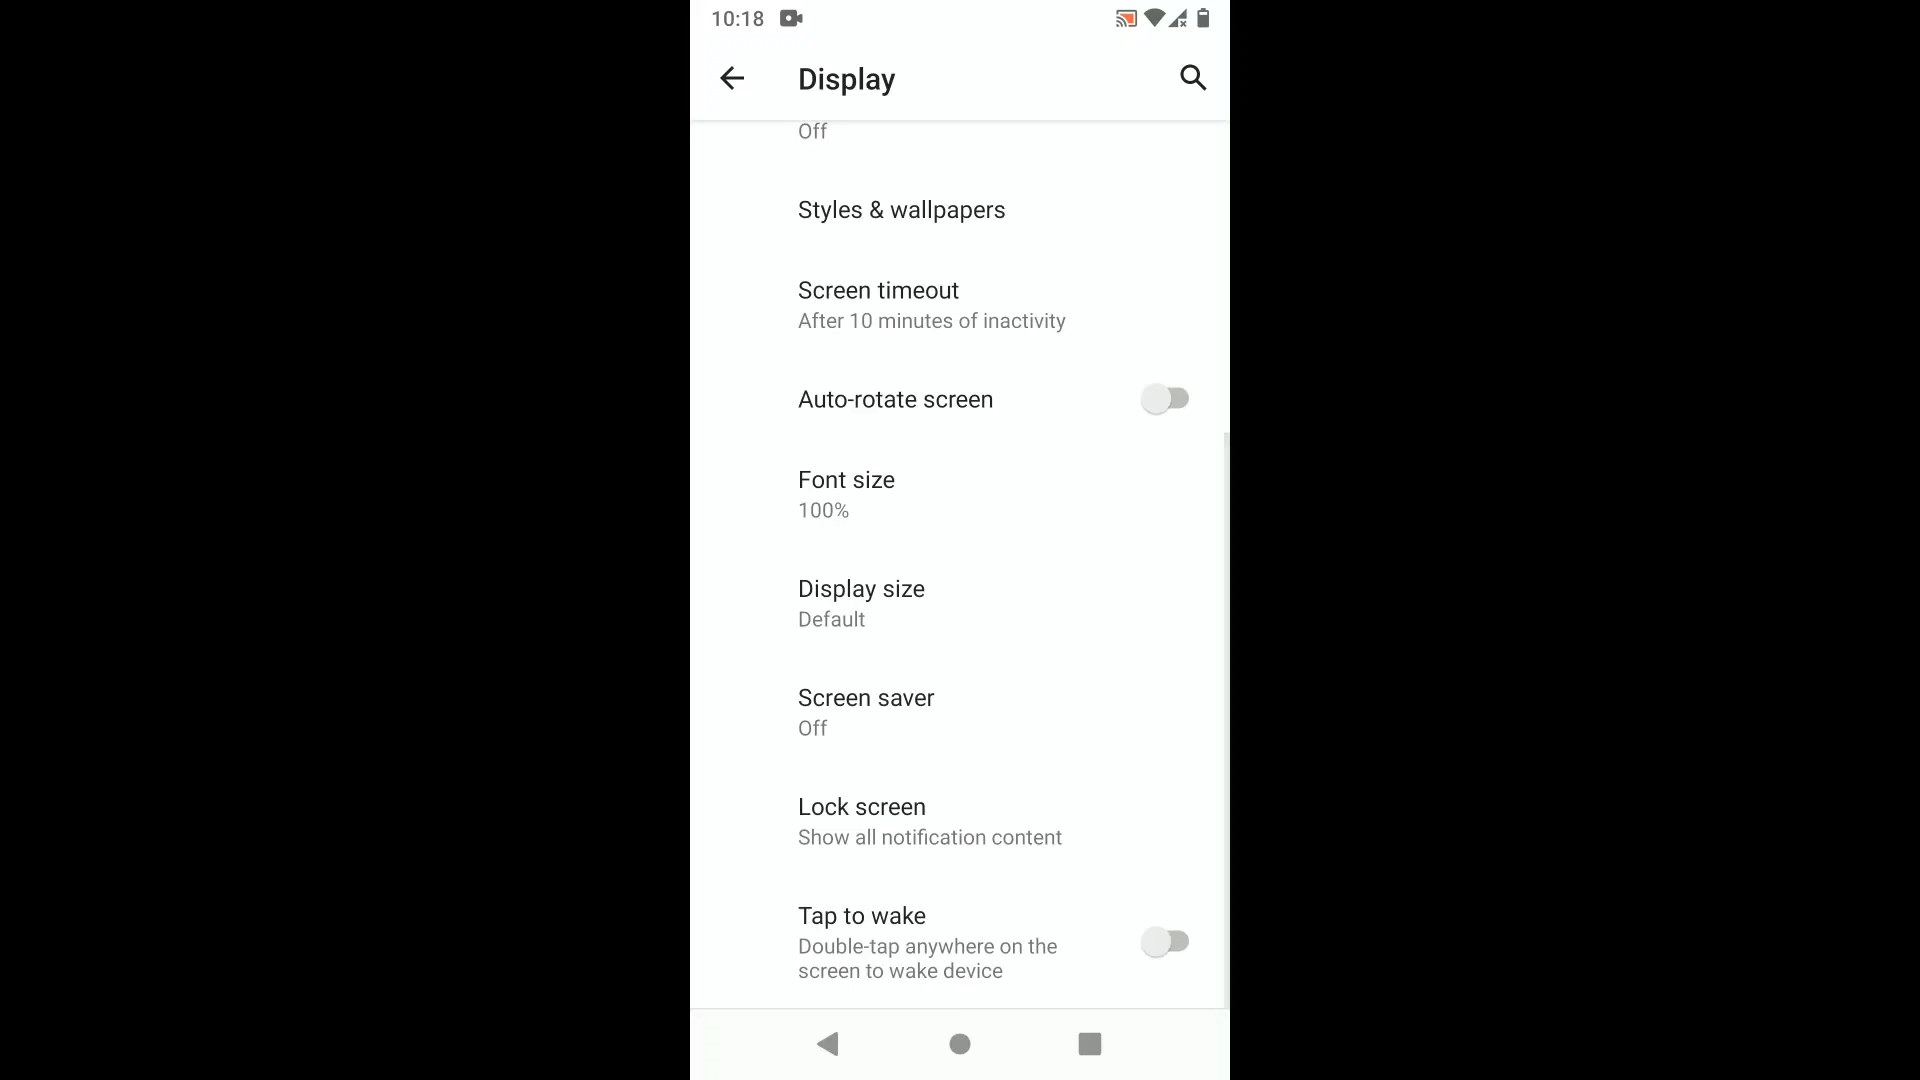 10:18
Display
Off
Styles & wallpapers
Screen timeout
After 10 minutes of inactivity
Auto-rotate screen
Font size
100%
Display size
Default
Screen saver
Off
Lock screen
Show all notification content
Tap to wake
Double-tap anywhere on the
screen to wake device